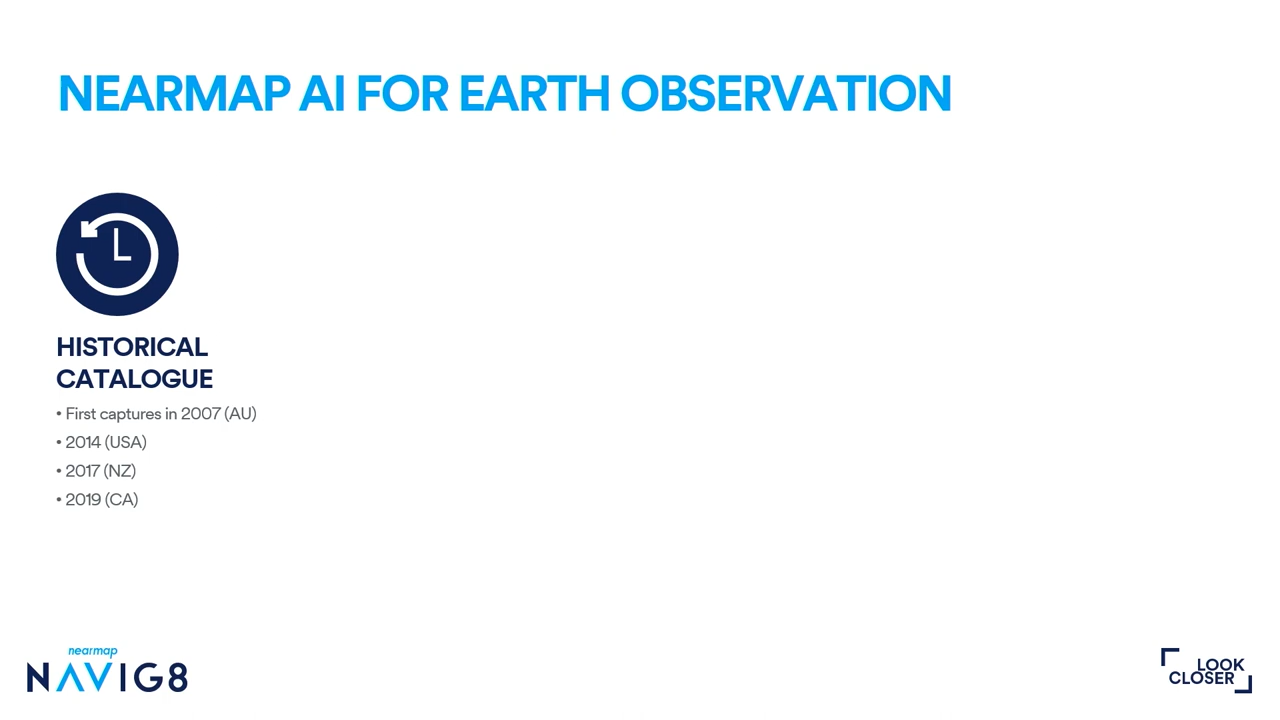 NEARMAP AI FOR EARTH OBSERVATION
HISTORICAL
CATALOGUE
• First captures in 2007 (AU)
• 2014 (USA)
• 2017 (NZ)
• 2019 (CA)
nearmap
NAVIG8
LOOK
CLOSER